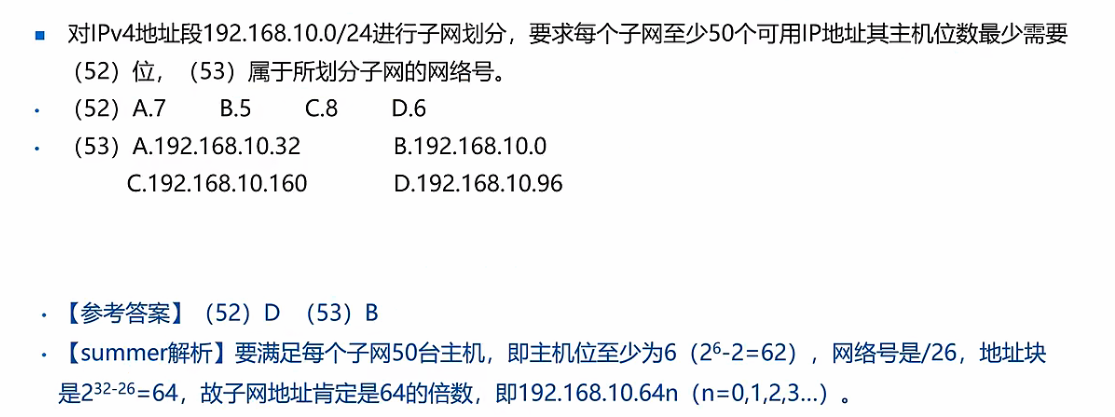 ■ 对IPv4地址段192.168.10.0/24进行子网划分，要求每个子网至少50个可用IP地址其主机位数最少需要
（52）位，（53）属于所划分子网的网络号。
• （52）A.7 B.5 C.8 D.6
• （53）A.192.168.10.32 B.192.168.10.0
C.192.168.10.160 D.192.168.10.96
• 【参考答案】（52）D （53）B
• 【summer解析】要满足每个子网50台主机，即主机位至少为6（2⁶-2=62），网络号是/26，地址块
是2³²⁻²⁶=64，故子网地址肯定是64的倍数，即192.168.10.64n（n=0,1,2,3...）。